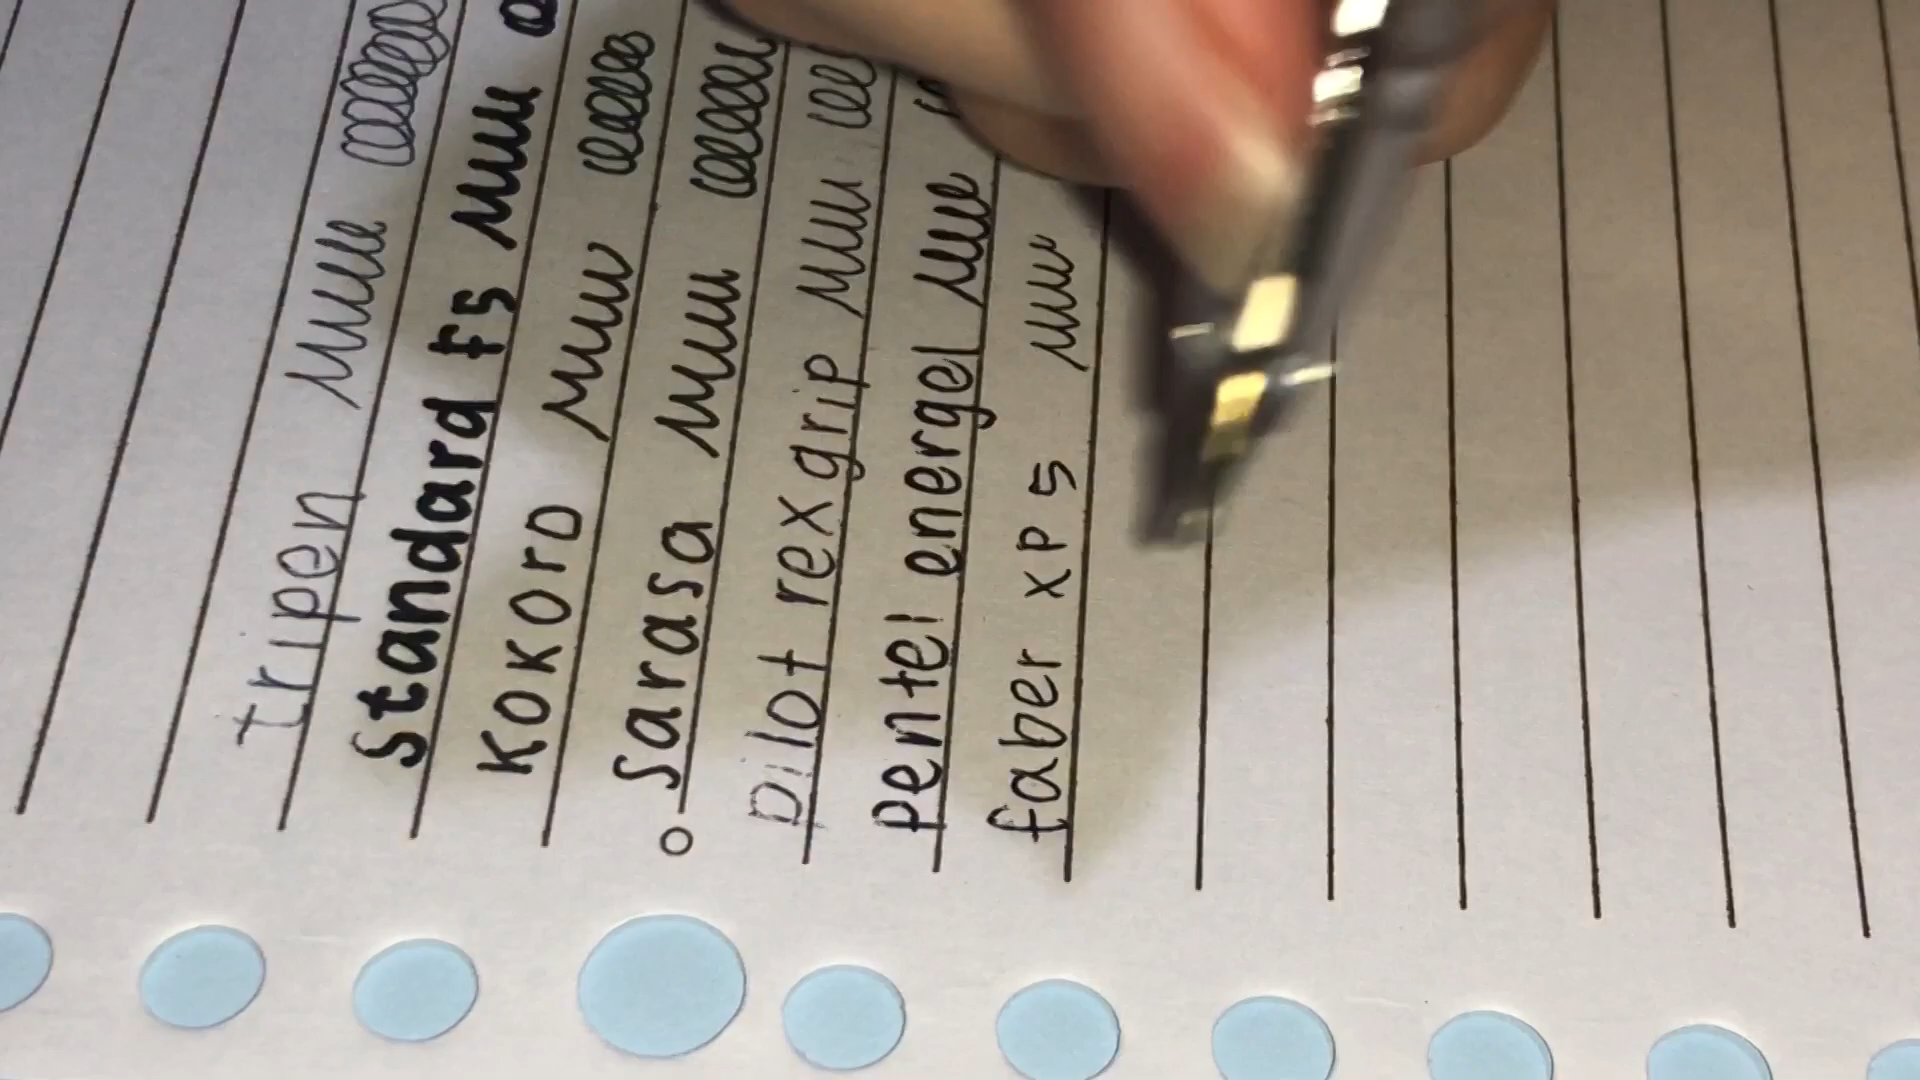 tripen
standard f5
kokoro
sarasa
pilot rexgrip
pentel energel
faber xp5